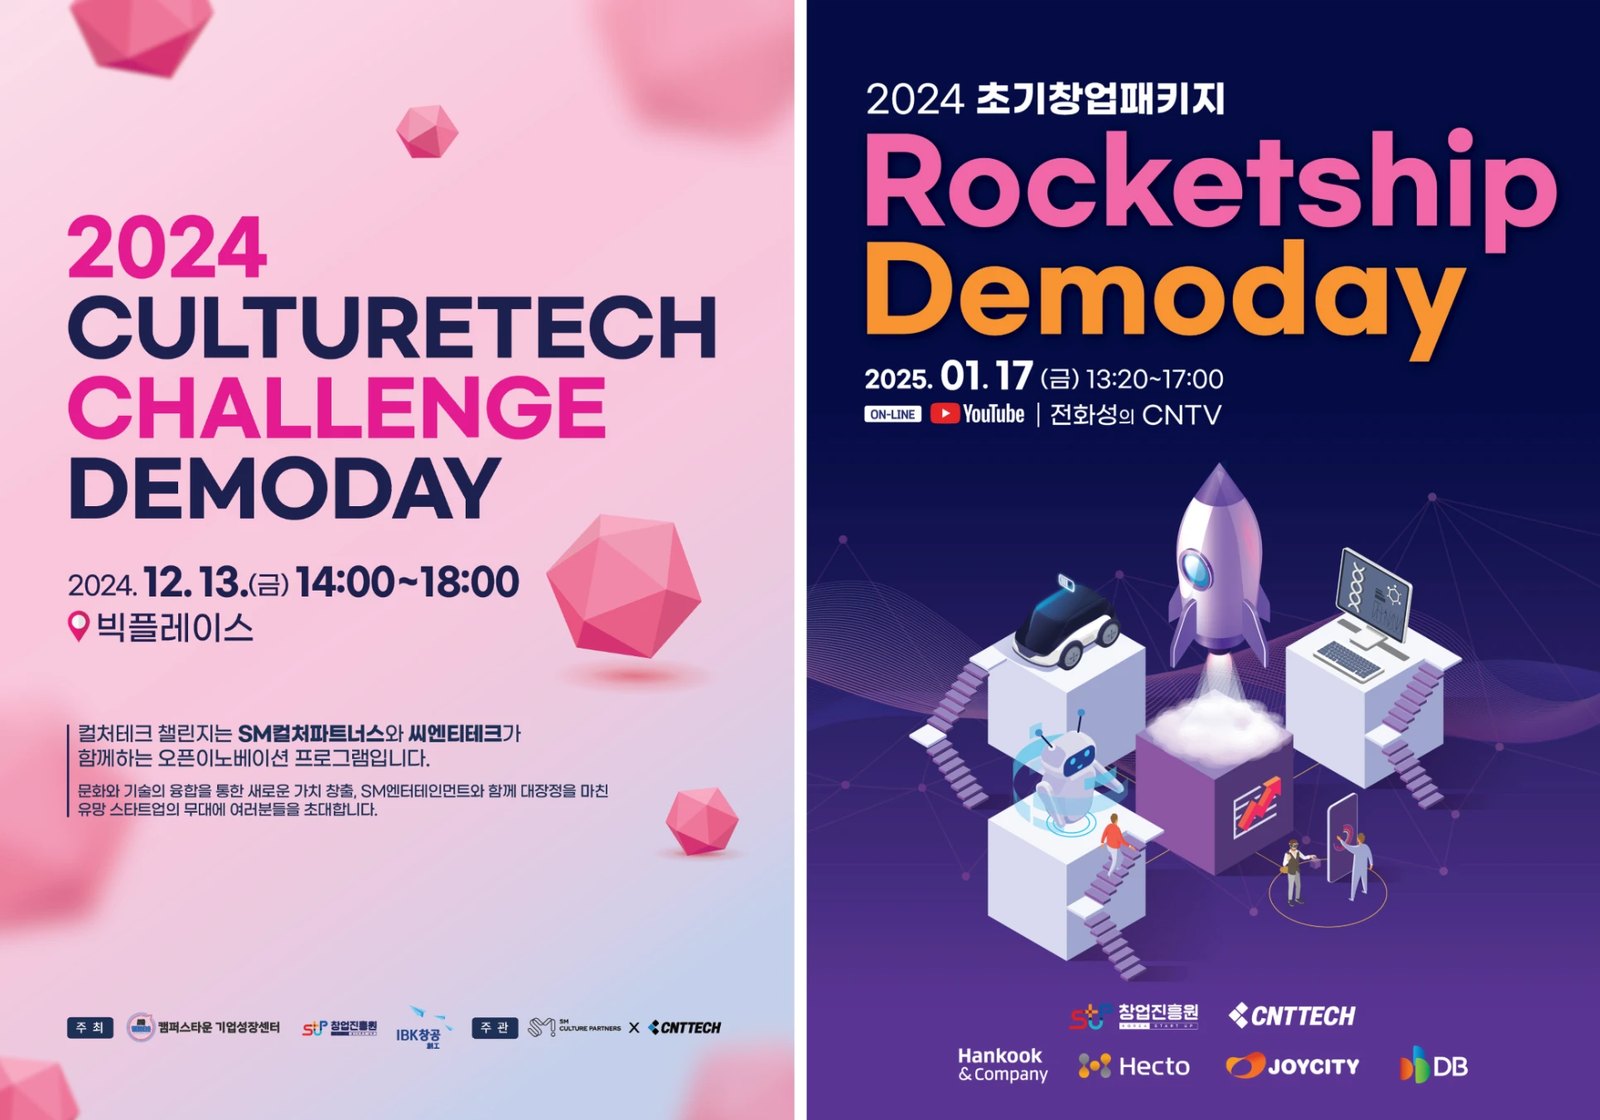 2024
CULTURETECH
CHALLENGE
DEMODAY
2024. 12. 13.(금) 14:00~18:00
빅플레이스
컬처테크 챌린지는 SM컬처파트너스와 씨엔티테크가
함께하는 오픈이노베이션 프로그램입니다.
문화와 기술의 융합을 통한 새로운 가치 창출, SM엔터테인먼트와 함께 대장정을 마친
유망 스타트업의 무대에 여러분들을 초대합니다.
주최 캠퍼스타운 기업성장센터 창업진흥원 IBK창공 創工 주관 SM CULTURE PARTNERS X CNTTECH
2024 초기창업패키지
Rocketship
Demoday
2025. 01. 17 (금) 13:20~17:00
ON-LINE YouTube | 전화성의 CNTV
창업진흥원 KOREA START UP CNTTECH
Hankook & Company Hecto JOYCITY DB